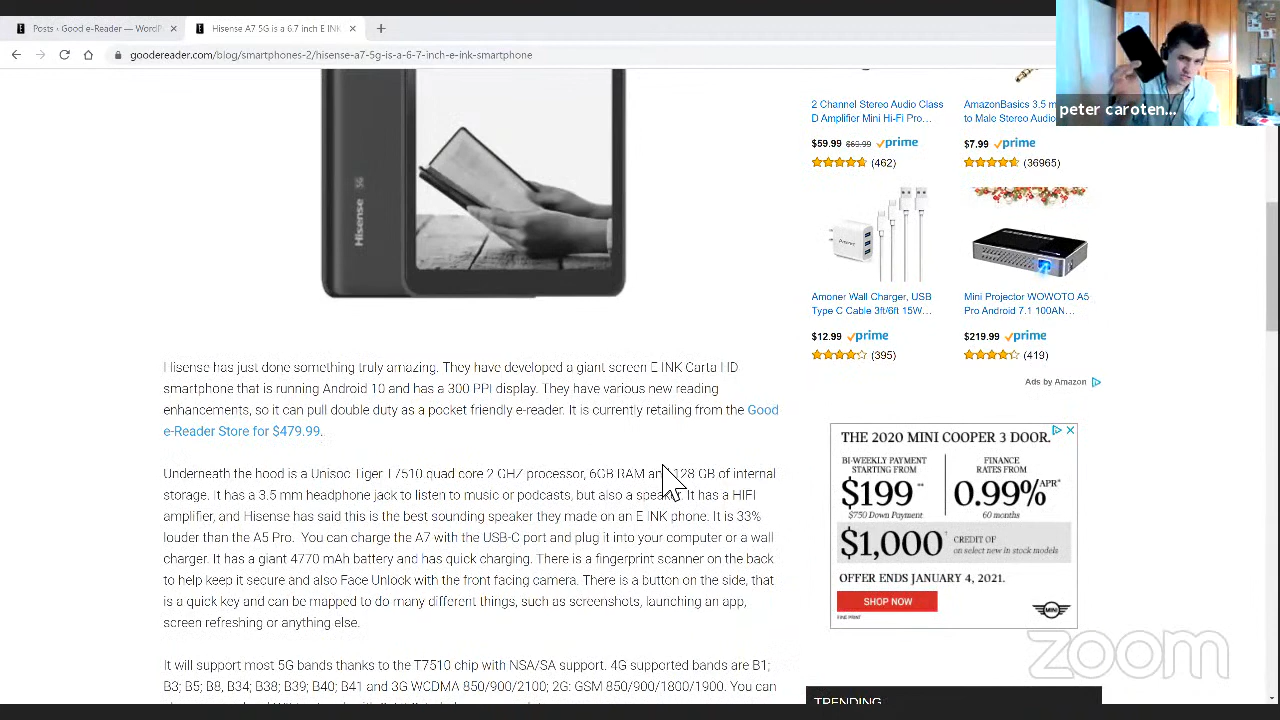 Posts ‹ Good e-Reader — WordP
Hisense A7 5G is a 6.7 inch E INK
goodereader.com/blog/smartphones-2/hisense-a7-5g-is-a-6-7-inch-e-ink-smartphone
peter caroten...
Hisense 5G
2 Channel Stereo Audio Class
D Amplifier Mini Hi-Fi Pro…
$59.99 $69.99 prime
(462)
AmazonBasics 3.5 m
to Male Stereo Audio
$7.99 prime
(36965)
Amoner Wall Charger, USB
Type C Cable 3ft/6ft 15W…
$12.99 prime
(395)
Mini Projector WOWOTO A5
Pro Android 7.1 100AN…
$219.99 prime
(419)
Ads by Amazon
Hisense has just done something truly amazing. They have developed a giant screen E INK Carta HD
smartphone that is running Android 10 and has a 300 PPI display. They have various new reading
enhancements, so it can pull double duty as a pocket friendly e-reader. It is currently retailing from the Good
e-Reader Store for $479.99.
Underneath the hood is a Unisoc Tiger T7510 quad core 2 GHZ processor, 6GB RAM and 128 GB of internal
storage. It has a 3.5 mm headphone jack to listen to music or podcasts, but also a speaker. It has a HIFI
amplifier and Hisense has said this is the best sounding speaker they made on an E INK phone. It is 33%
louder than the A5 Pro. You can charge the A7 with the USB-C port and plug it into your computer or a wall
charger. It has a giant 4770 mAh battery and has quick charging. There is a fingerprint scanner on the back
to help keep it secure and also Face Unlock with the front facing camera. There is a button on the side, that
is a quirk key and can be mapped to do many different things, such as screenshots, launching an app,
screen refreshing or anything else.
It will support most 5G bands thanks to the T7510 chip with NSA/SA support. 4G supported bands are B1;
B3; B5; B8, B34; B38; B39; B40; B41 and 3G WCDMA 850/900/2100; 2G: GSM 850/900/1800/1900. You can
THE 2020 MINI COOPER 3 DOOR.
BI-WEEKLY PAYMENT
STARTING FROM
$199**
$750 Down Payment
FINANCE
RATES FROM
0.99% APR*
60 months
$1,000† CREDIT OF
on select new in stock models
OFFER ENDS JANUARY 4, 2021.
SHOP NOW
FINE PRINT
MINI
zoom
TRENDING